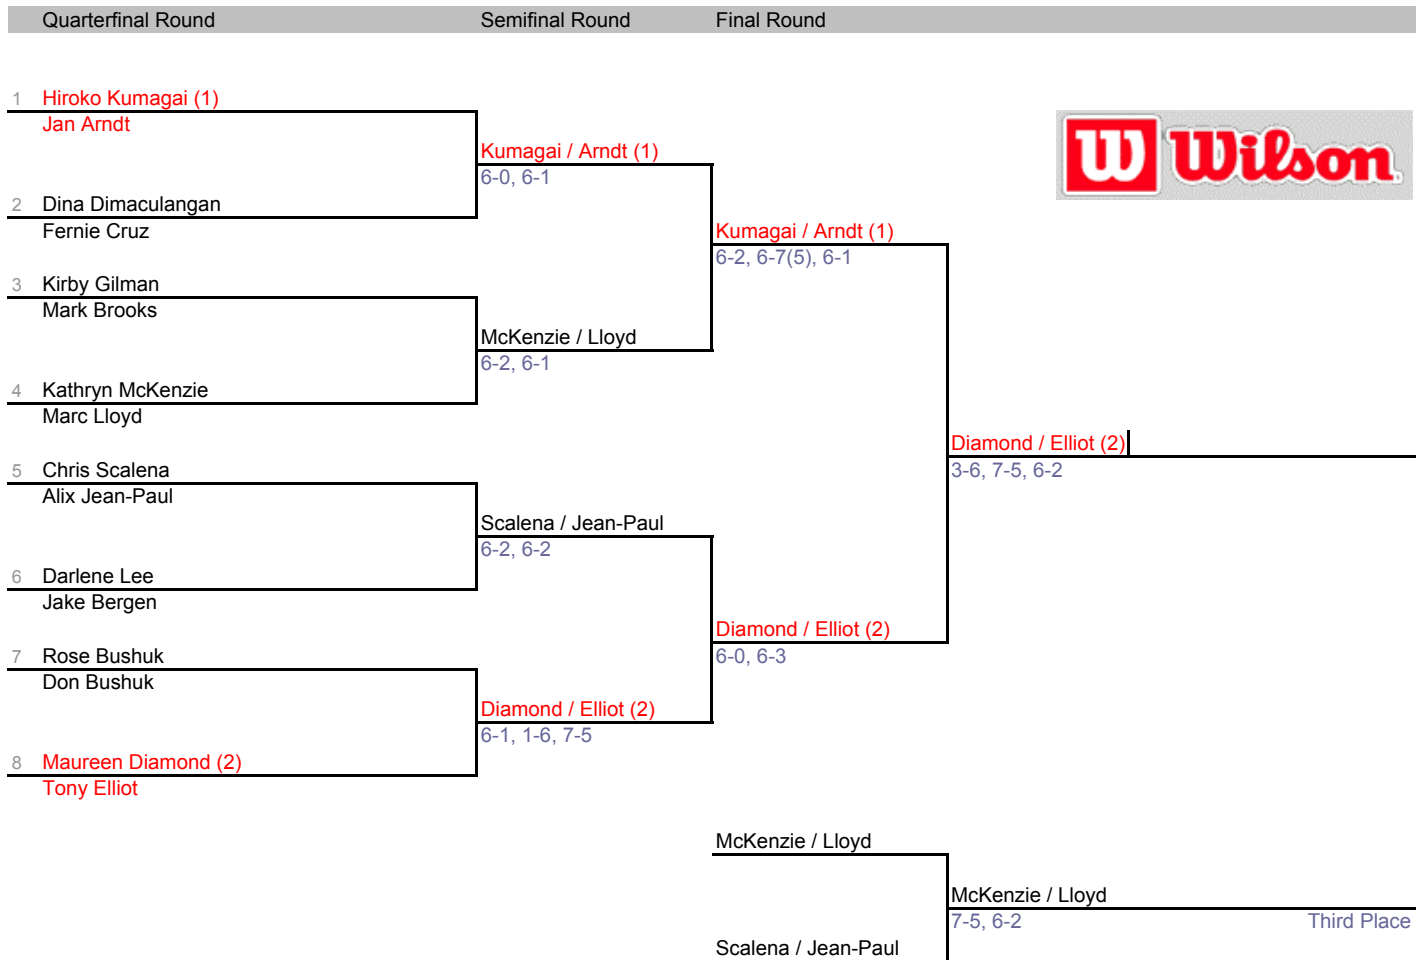 Quarterfinal Round Semifinal Round Final Round
1 Hiroko Kumagai (1)
Jan Arndt
W Wilson
Kumagai / Arndt (1)
6-0, 6-1
2 Dina Dimaculangan
Fernie Cruz
Kumagai / Arndt (1)
6-2, 6-7(5), 6-1
3 Kirby Gilman
Mark Brooks
McKenzie / Lloyd
6-2, 6-1
4 Kathryn McKenzie
Marc Lloyd
Diamond / Elliot (2)
3-6, 7-5, 6-2
5 Chris Scalena
Alix Jean-Paul
Scalena / Jean-Paul
6-2, 6-2
6 Darlene Lee
Jake Bergen
Diamond / Elliot (2)
6-0, 6-3
7 Rose Bushuk
Don Bushuk
Diamond / Elliot (2)
6-1, 1-6, 7-5
8 Maureen Diamond (2)
Tony Elliot
McKenzie / Lloyd
McKenzie / Lloyd
7-5, 6-2 Third Place
Scalena / Jean-Paul